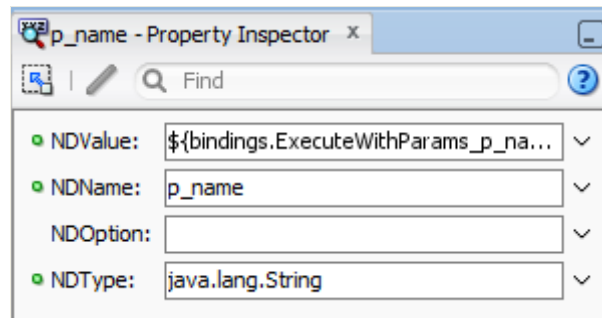 p_name - Property Inspector x
Find
NDValue: ${bindings.ExecuteWithParams_p_na...
NDName: p_name
NDOption:
NDType: java.lang.String